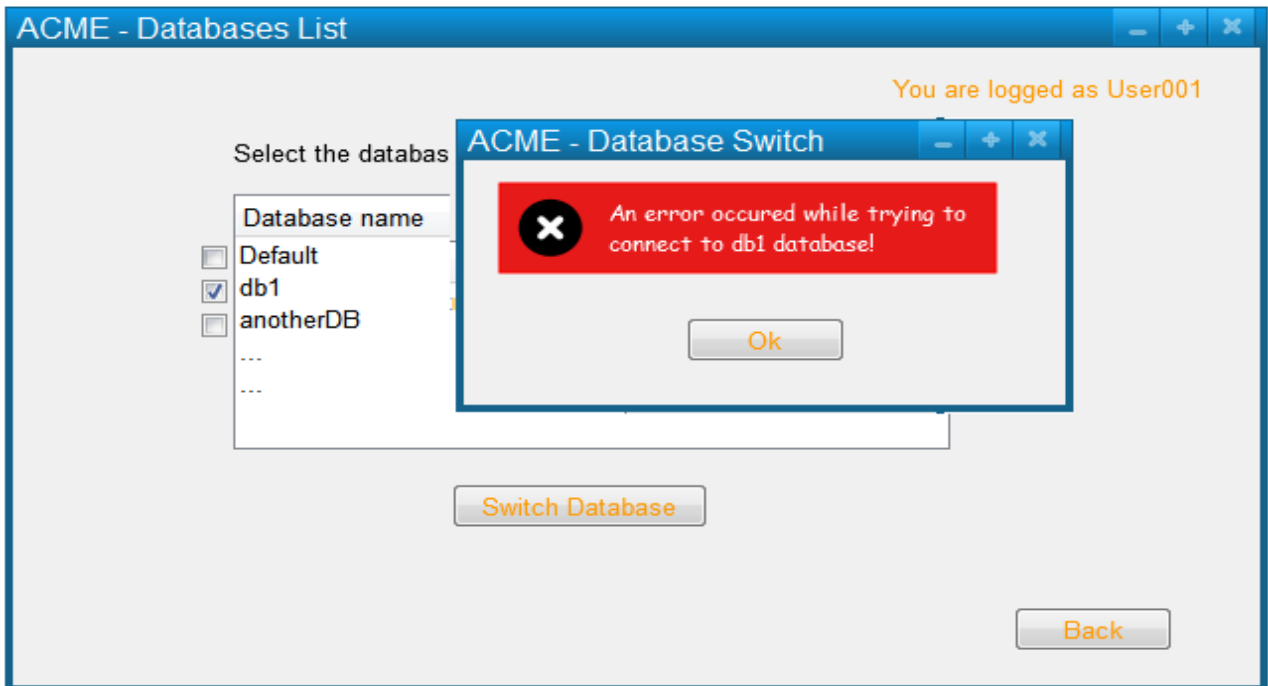 ACME - Databases List
You are logged as User001
Select the databas
ACME - Database Switch
An error occured while trying to
connect to db1 database!
Ok
Database name
Default
db1
anotherDB
---
---
Switch Database
Back